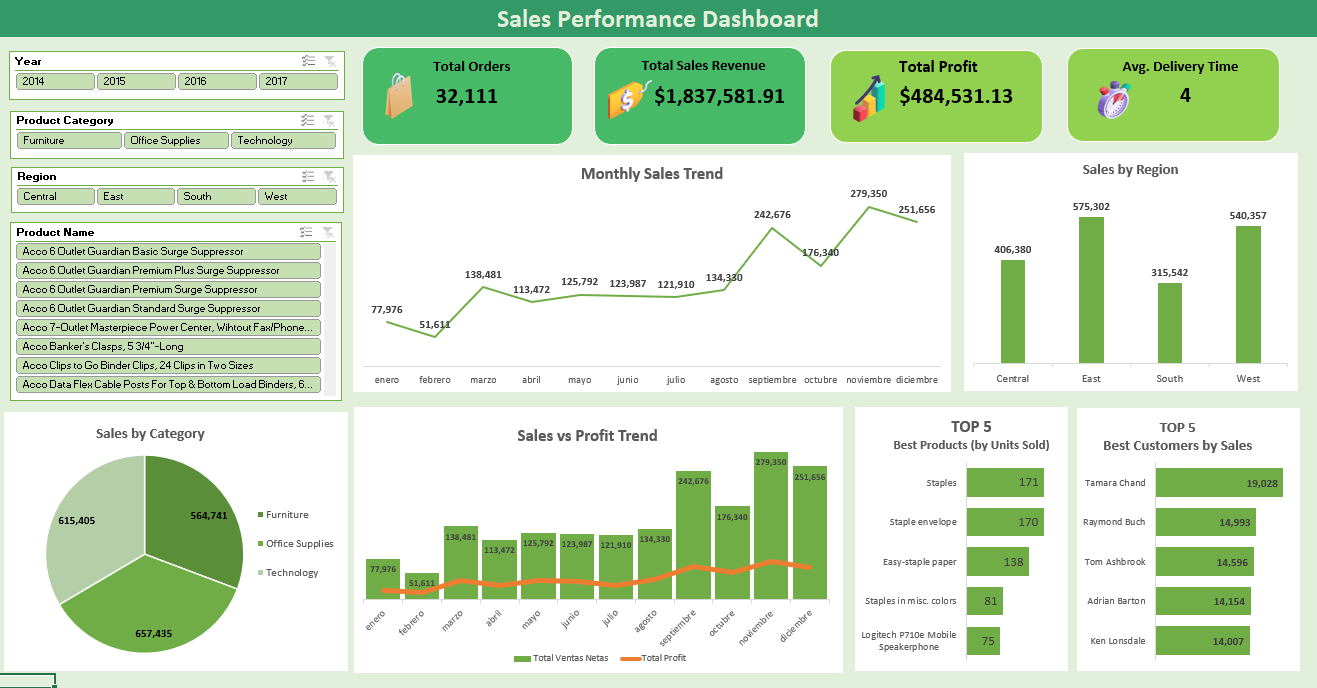 Sales Performance Dashboard
Year
2014 2015 2016 2017
Product Category
Furniture Office Supplies Technology
Region
Central East South West
Product Name
Acco 6 Outlet Guardian Basic Surge Suppressor
Acco 6 Outlet Guardian Premium Plus Surge Suppressor
Acco 6 Outlet Guardian Premium Surge Suppressor
Acco 6 Outlet Guardian Standard Surge Suppressor
Acco 7-Outlet Masterpiece Power Center, Wihtout Fax/Phone...
Acco Banker's Clasps, 5 3/4"-Long
Acco Clips to Go Binder Clips, 24 Clips in Two Sizes
Acco Data Flex Cable Posts For Top & Bottom Load Binders, 6...
Total Orders
32,111
Total Sales Revenue
$1,837,581.91
Total Profit
$484,531.13
Avg. Delivery Time
4
Monthly Sales Trend
77,976
51,611
138,481
113,472
125,792
123,987
121,910
134,330
242,676
176,340
279,350
251,656
enero febrero marzo abril mayo junio julio agosto septiembre octubre noviembre diciembre
Sales by Region
406,380
575,302
315,542
540,357
Central East South West
Sales by Category
564,741
657,435
615,405
Furniture
Office Supplies
Technology
Sales vs Profit Trend
77,976
51,611
138,481
113,472
125,792
123,987
121,910
134,330
242,676
176,340
279,350
251,656
enero febrero marzo abril mayo junio julio agosto septiembre octubre noviembre diciembre
Total Ventas Netas Total Profit
TOP 5
Best Products (by Units Sold)
Staples 171
Staple envelope 170
Easy-staple paper 138
Staples in misc. colors 81
Logitech P710e Mobile
Speakerphone 75
TOP 5
Best Customers by Sales
Tamara Chand 19,028
Raymond Buch 14,993
Tom Ashbrook 14,596
Adrian Barton 14,154
Ken Lonsdale 14,007